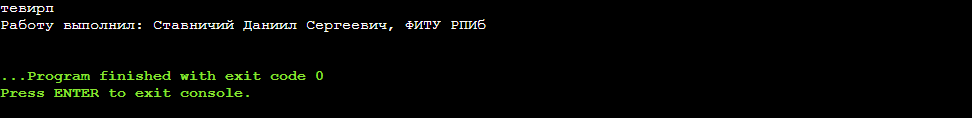 тевирп
Работу выполнил: Ставничий Даниил Сергеевич, ФИТУ РПИб
...Program finished with exit code 0
Press ENTER to exit console.